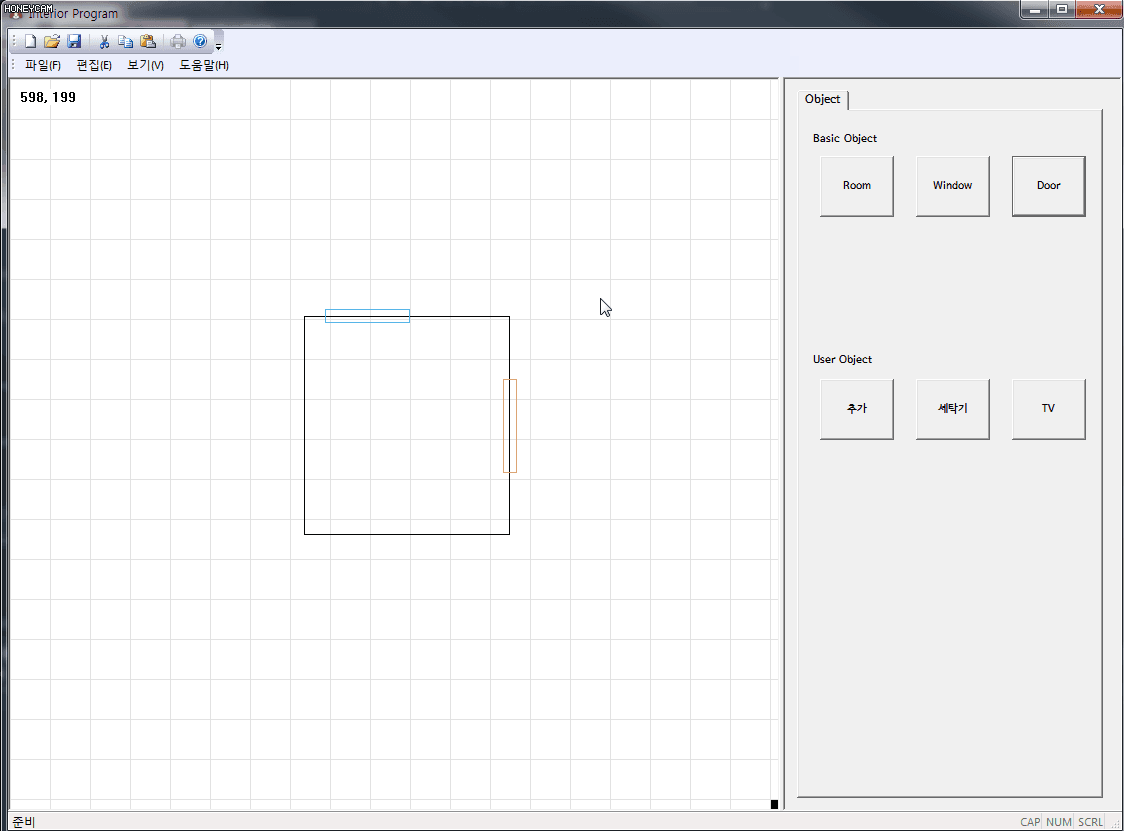 HONEYCAM
Interior Program
파일(F) 편집(E) 보기(V) 도움말(H)
598, 199
Object
Basic Object
Room Window Door
User Object
추가 세탁기 TV
준비 CAP NUM SCRL